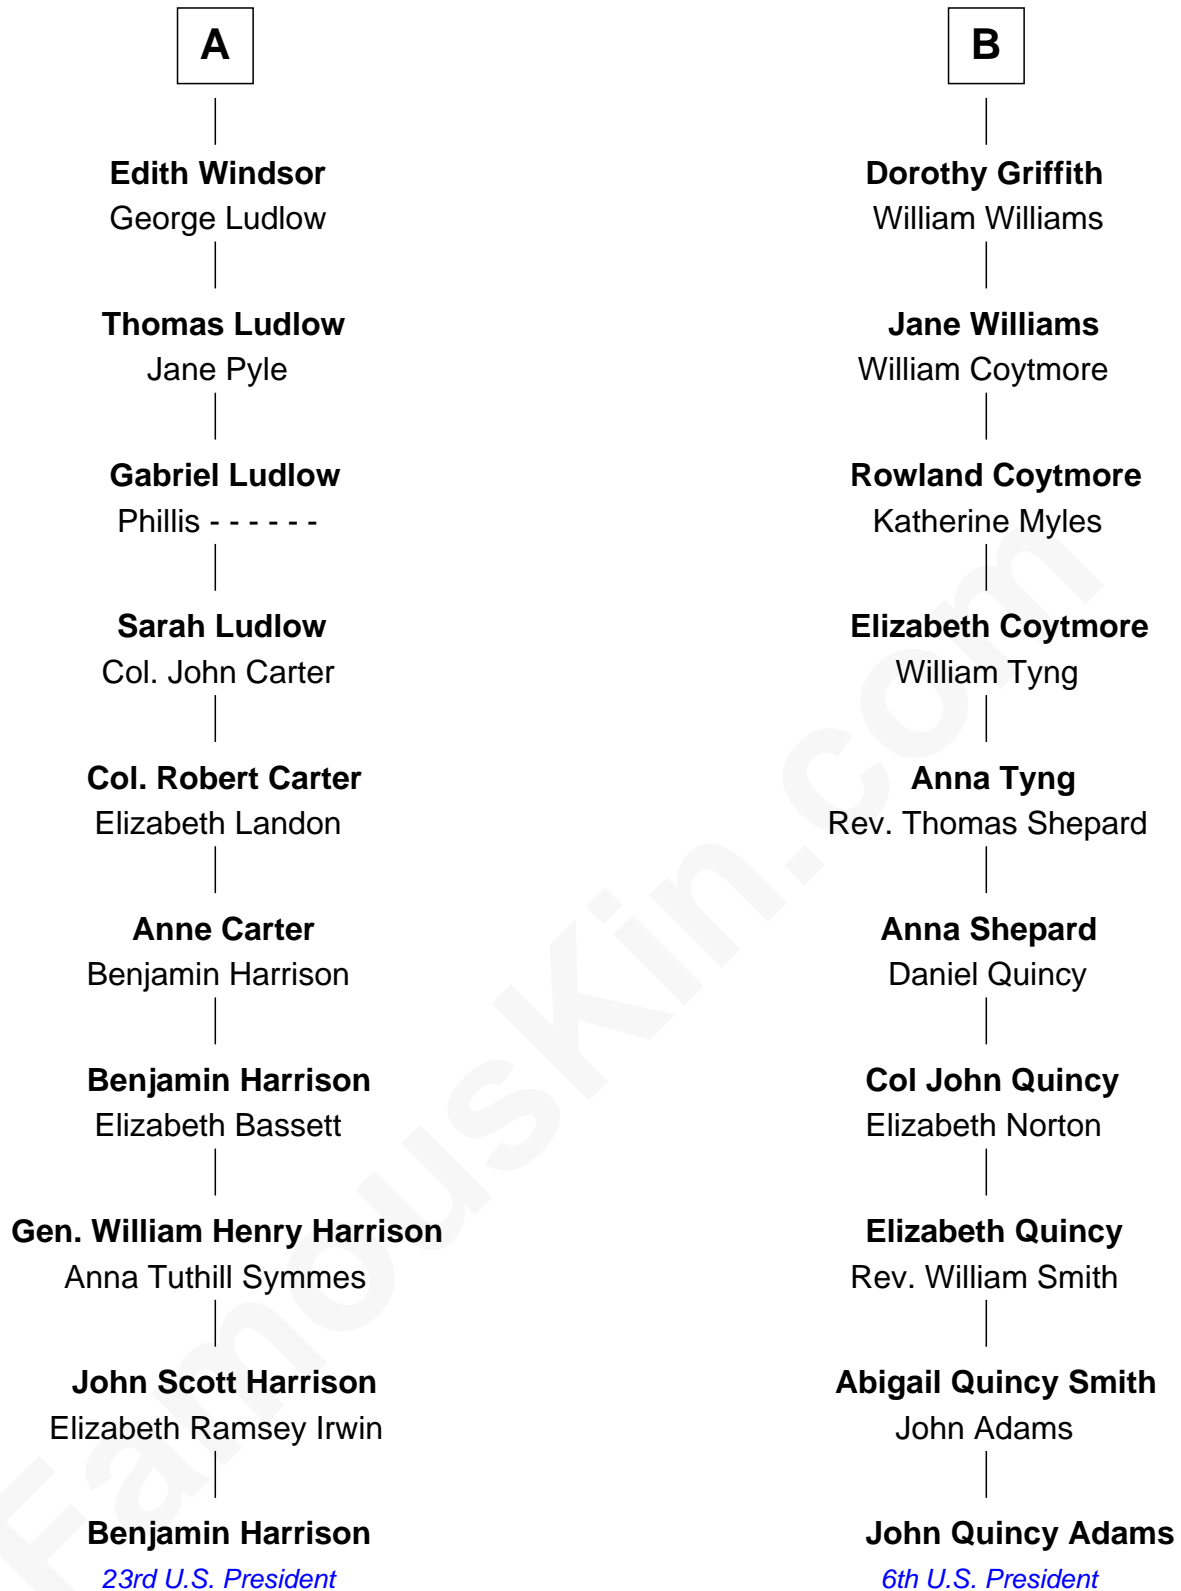 A
Edith Windsor
George Ludlow
Thomas Ludlow
Jane Pyle
Gabriel Ludlow
Phillis - - - - - -
Sarah Ludlow
Col. John Carter
Col. Robert Carter
Elizabeth Landon
Anne Carter
Benjamin Harrison
Benjamin Harrison
Elizabeth Bassett
Gen. William Henry Harrison
Anna Tuthill Symmes
John Scott Harrison
Elizabeth Ramsey Irwin
Benjamin Harrison
23rd U.S. President
B
Dorothy Griffith
William Williams
Jane Williams
William Coytmore
Rowland Coytmore
Katherine Myles
Elizabeth Coytmore
William Tyng
Anna Tyng
Rev. Thomas Shepard
Anna Shepard
Daniel Quincy
Col John Quincy
Elizabeth Norton
Elizabeth Quincy
Rev. William Smith
Abigail Quincy Smith
John Adams
John Quincy Adams
6th U.S. President
FamousKin.com